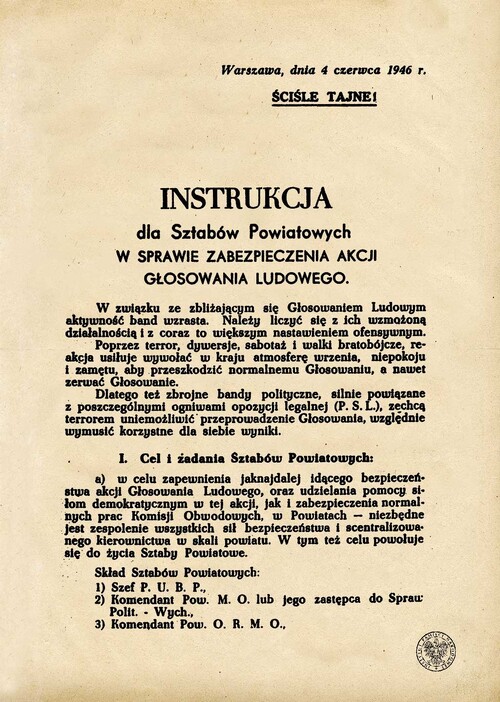 Warszawa, dnia 4 czerwca 1946 r.
ŚCIŚLE TAJNE!
INSTRUKCJA
dla Sztabów Powiatowych
W SPRAWIE ZABEZPIECZENIA AKCJI
GŁOSOWANIA LUDOWEGO.
W związku ze zbliżającym się Głosowaniem Ludowym
aktywność band wzrasta. Należy liczyć się z ich wzmożoną
działalnością i z coraz to większym nastawieniem ofensywnym.
Poprzez terror, dywersje, sabotaż i walki bratobójcze, re-
akcja usiłuje wywołać w kraju atmosferę wrzenia, niepokoju
i zamętu, aby przeszkodzić normalnemu Głosowaniu, a nawet
zerwać Głosowanie.
Dlatego też zbrojne bandy polityczne, silnie powiązane
z poszczególnymi ogniwami opozycji legalnej (P. S. L.), zechcą
terrorem uniemożliwić przeprowadzenie Głosowania, względnie
wymusić korzystne dla siebie wyniki.
I. Cel i żadania Sztabów Powiatowych:
a) w celu zapewnienia jaknajdalej idącego bezpieczeń-
stwa akcji Głosowania Ludowego, oraz udzielania pomocy si-
łom demokratycznym w tej akcji, jak i zabezpieczenia normal-
nych prac Komisji Obwodowych, w Powiatach — niezbędne
jest zespolenie wszystkich sił bezpieczeństwa i scentralizowa-
nego kierownictwa w skali powiatu. W tym też celu powołuje
się do życia Sztaby Powiatowe.
Skład Sztabów Powiatowych:
1) Szef P. U. B. P.,
2) Komendant Pow. M. O. lub jego zastępca do Spraw
Polit. - Wych.,
3) Komendant Pow. O. R. M. O.,